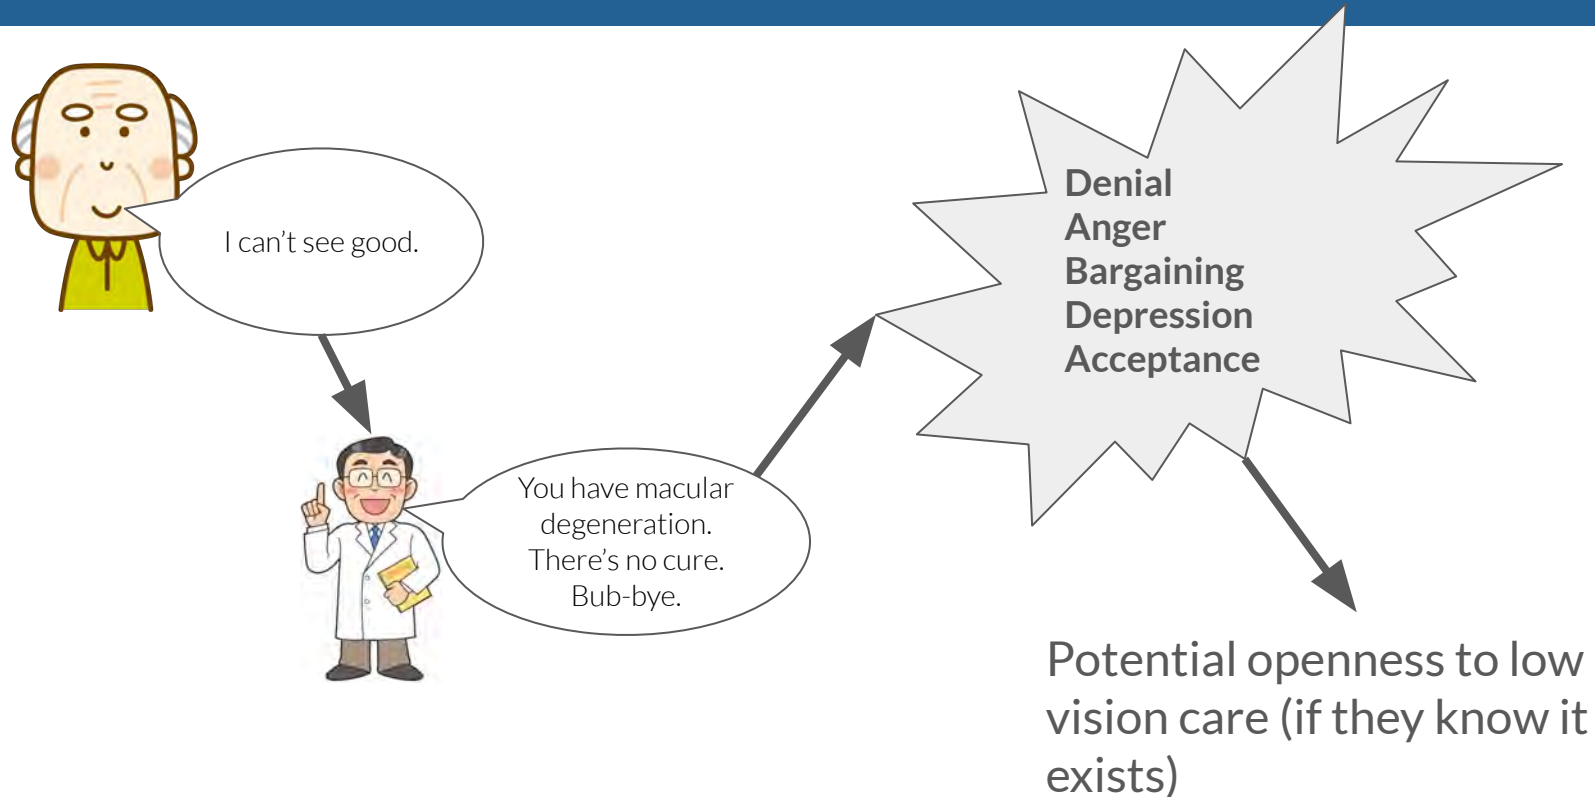 I can’t see good.
You have macular
degeneration.
There’s no cure.
Bub-bye.
Denial
Anger
Bargaining
Depression
Acceptance
Potential openness to low
vision care (if they know it
exists)